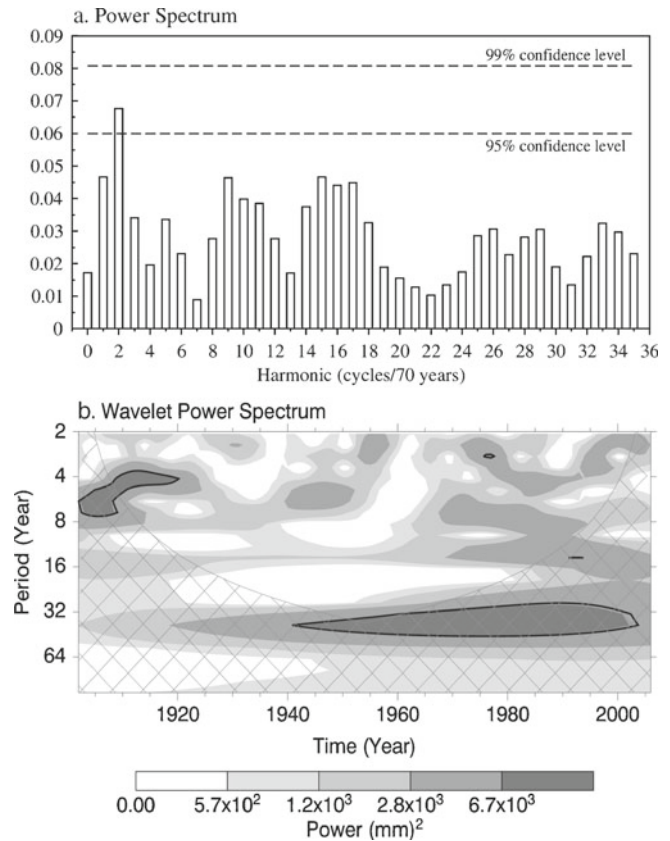 a. Power Spectrum
0.09
0.08
0.07
0.06
0.05
0.04
0.03
0.02
0.01
0
99% confidence level
95% confidence level
0 2 4 6 8 10 12 14 16 18 20 22 24 26 28 30 32 34 36
Harmonic (cycles/70 years)
b. Wavelet Power Spectrum
Period (Year)
2
4
8
16
32
64
1920 1940 1960 1980 2000
Time (Year)
0.00 5.7x10² 1.2x10³ 2.8x10³ 6.7x10³
Power (mm)²